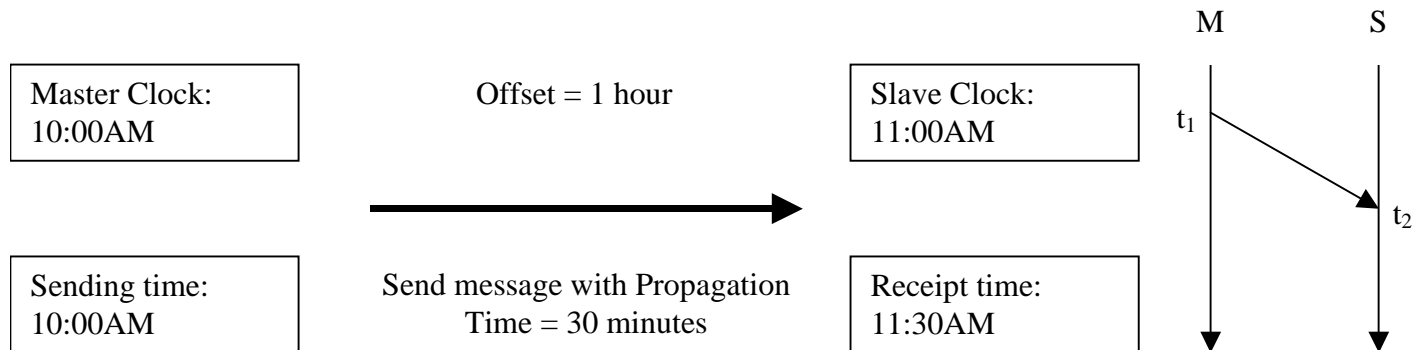 M
S
Master Clock:
10:00AM
Offset = 1 hour
Slave Clock:
11:00AM
t1
t2
Sending time:
10:00AM
Send message with Propagation
Time = 30 minutes
Receipt time:
11:30AM